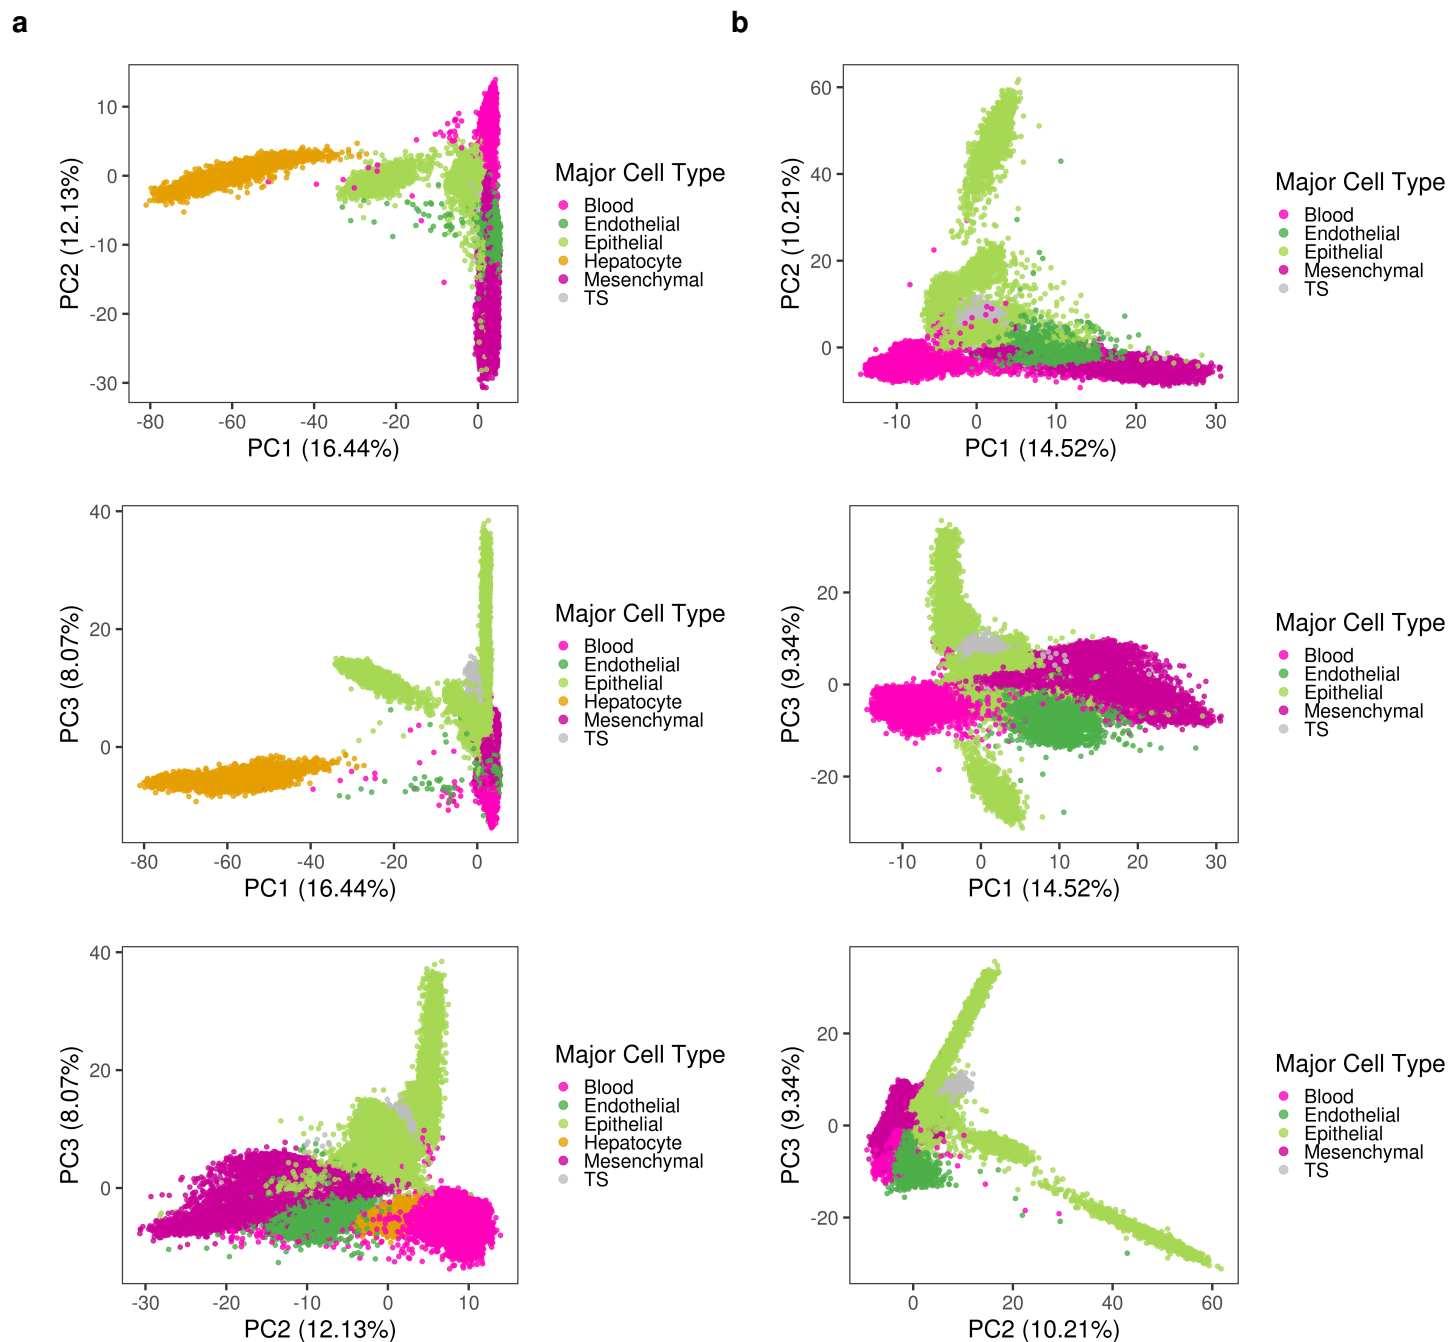 a
b
PC2 (12.13%)
10
0
-10
-20
-30
-80
-60
-40
-20
0
PC1 (16.44%)
Major Cell Type
Blood
Endothelial
Epithelial
Hepatocyte
Mesenchymal
TS
PC2 (10.21%)
60
40
20
0
-10
0
10
20
30
PC1 (14.52%)
Major Cell Type
Blood
Endothelial
Epithelial
Mesenchymal
TS
PC3 (8.07%)
40
20
0
-80
-60
-40
-20
0
PC1 (16.44%)
Major Cell Type
Blood
Endothelial
Epithelial
Hepatocyte
Mesenchymal
TS
PC3 (9.34%)
20
0
-20
-10
0
10
20
30
PC1 (14.52%)
Major Cell Type
Blood
Endothelial
Epithelial
Mesenchymal
TS
PC3 (8.07%)
40
20
0
-30
-20
-10
0
10
PC2 (12.13%)
Major Cell Type
Blood
Endothelial
Epithelial
Hepatocyte
Mesenchymal
TS
PC3 (9.34%)
20
0
-20
0
20
40
60
PC2 (10.21%)
Major Cell Type
Blood
Endothelial
Epithelial
Mesenchymal
TS